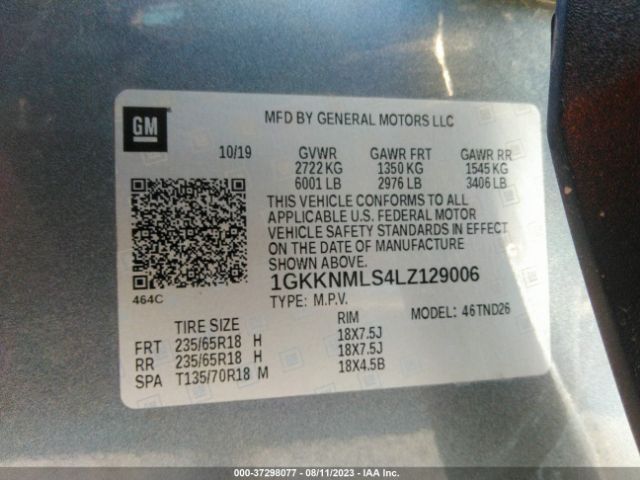 GM
MFD BY GENERAL MOTORS LLC
10/19 GVWR GAWR FRT GAWR RR
2722 KG 1350 KG 1545 KG
6001 LB 2976 LB 3406 LB
THIS VEHICLE CONFORMS TO ALL
APPLICABLE U.S. FEDERAL MOTOR
VEHICLE SAFETY STANDARDS IN EFFECT
ON THE DATE OF MANUFACTURE
SHOWN ABOVE.
464C
1GKKNMLS4LZ129006
TYPE: M.P.V. MODEL: 46TND26
TIRE SIZE RIM
FRT 235/65R18 H 18X7.5J
RR 235/65R18 H 18X7.5J
SPA T135/70R18 M 18X4.5B
000-37298077 - 08/11/2023 - IAA Inc.